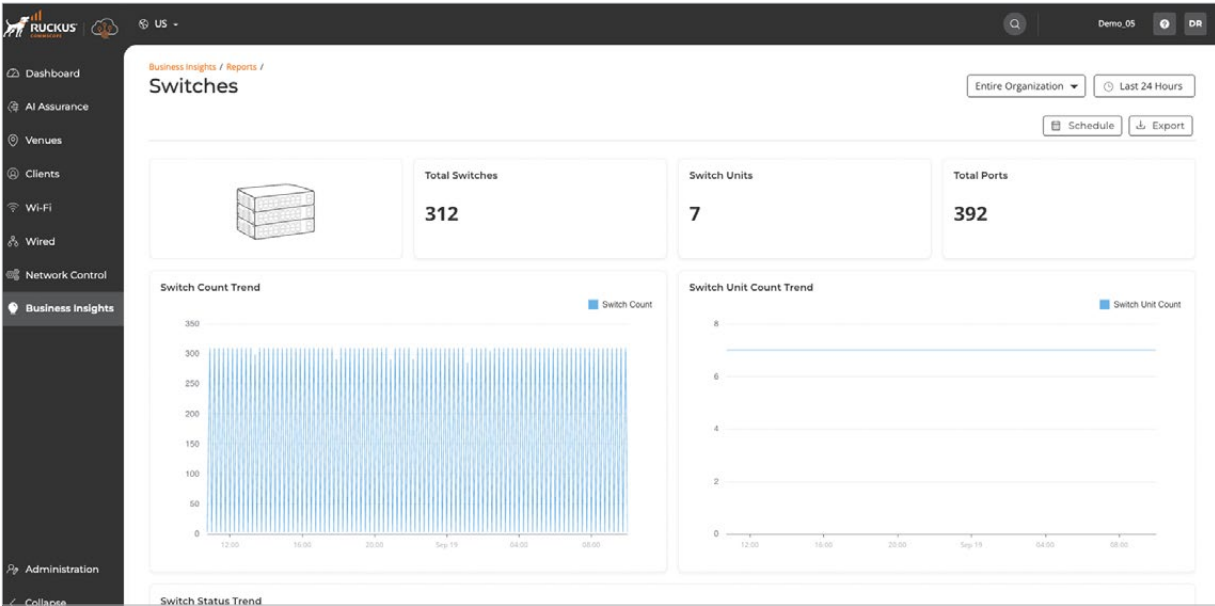 RUCKUS
COMMSCOPE
US
Demo_05
DR
Dashboard
AI Assurance
Venues
Clients
Wi-Fi
Wired
Network Control
Business Insights
Administration
Collapse
Business Insights / Reports /
Switches
Entire Organization
Last 24 Hours
Schedule
Export
Total Switches
312
Switch Units
7
Total Ports
392
Switch Count Trend
Switch Count
350
300
250
200
150
100
50
0
12:00 16:00 20:00 Sep 19 04:00 08:00
Switch Unit Count Trend
Switch Unit Count
8
6
4
2
0
12:00 16:00 20:00 Sep 19 04:00 08:00
Switch Status Trend